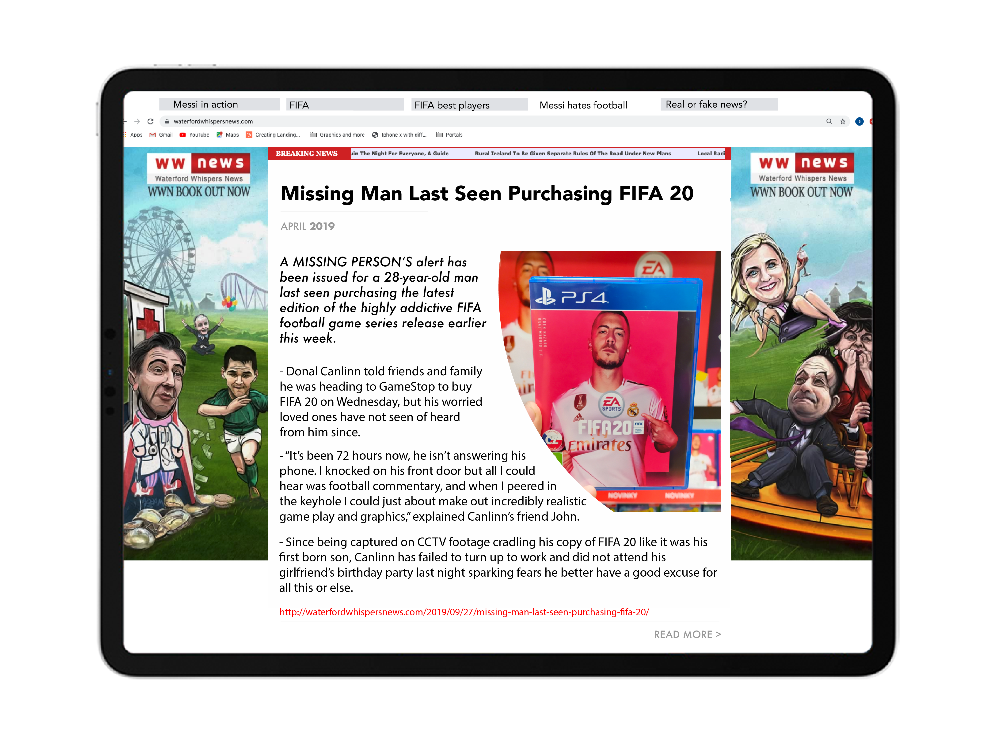 Messi in action
FIFA
FIFA best players
Messi hates football
Real or fake news?
waterfordwhispersnews.com
S
Apps
Gmail
YouTube
Maps
Creating Landing...
Graphics and more
Iphone x with diff...
Portals
ww news
Waterford Whispers News
WWN BOOK OUT NOW
BREAKING NEWS
uin The Night For Everyone, A Guide
Rural Ireland To Be Given Separate Rules Of The Road Under New Plans
Local Raci
ww news
Waterford Whispers News
WWN BOOK OUT NOW
Missing Man Last Seen Purchasing FIFA 20
APRIL 2019
A MISSING PERSON’S alert has
been issued for a 28-year-old man
last seen purchasing the latest
edition of the highly addictive FIFA
football game series release earlier
this week.
- Donal Canlinn told friends and family
he was heading to GameStop to buy
FIFA 20 on Wednesday, but his worried
loved ones have not seen of heard
from him since.
- “It’s been 72 hours now, he isn’t answering his
phone. I knocked on his front door but all I could
hear was football commentary, and when I peered in
the keyhole I could just about make out incredibly realistic
game play and graphics,” explained Canlinn’s friend John.
- Since being captured on CCTV footage cradling his copy of FIFA 20 like it was his
first born son, Canlinn has failed to turn up to work and did not attend his
girlfriend’s birthday party last night sparking fears he better have a good excuse for
all this or else.
http://waterfordwhispersnews.com/2019/09/27/missing-man-last-seen-purchasing-fifa-20/
READ MORE >
EA
SPORTS
PS4
EDEN HAZARD
REAL MADRID C.F.
EA
SPORTS
adidas
FIFA20
FIFA
CZ
Emirates
NOVINKY
NOVINKY